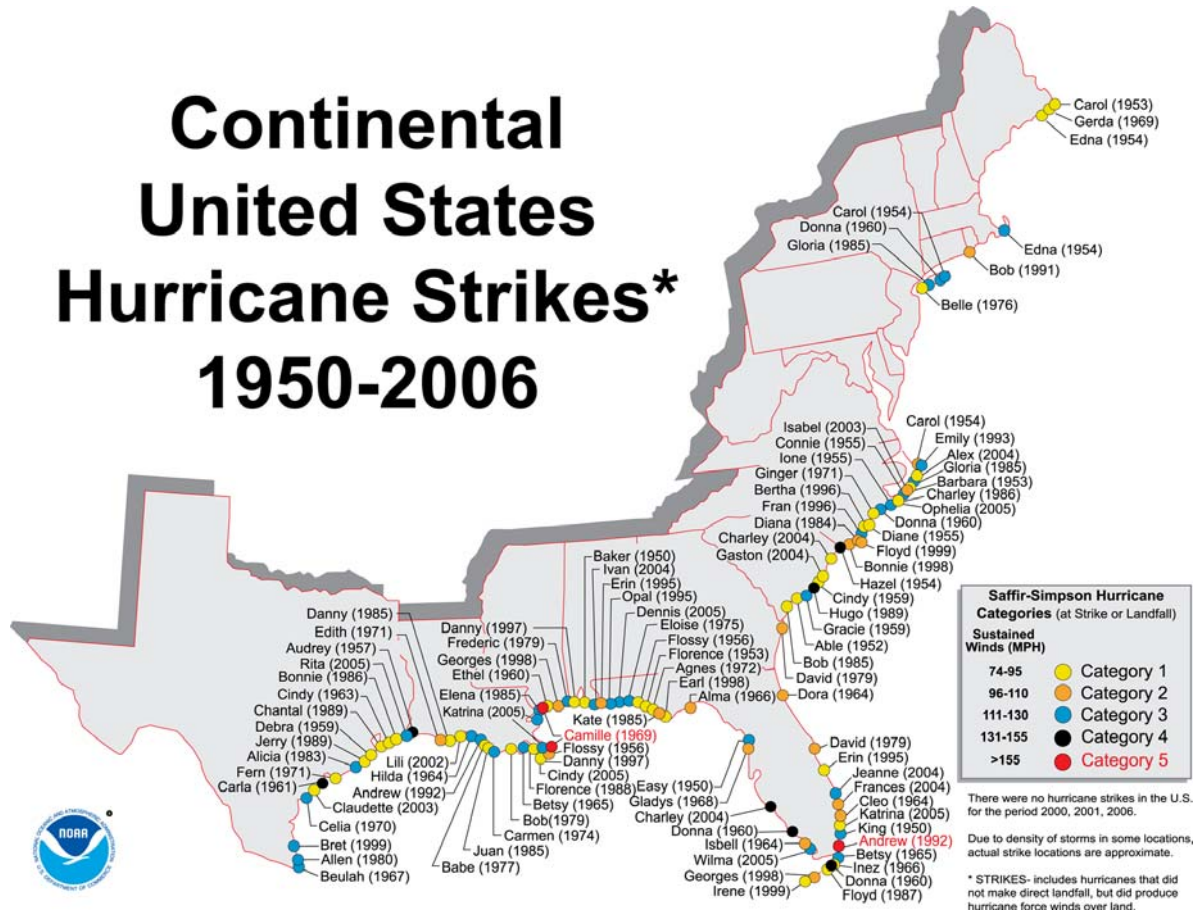 Continental
United States
Hurricane Strikes*
1950-2006
Carol (1953)
Gerda (1969)
Edna (1954)
Carol (1954)
Donna (1960)
Gloria (1985)
Edna (1954)
Bob (1991)
Belle (1976)
Carol (1954)
Isabel (2003)
Emily (1993)
Connie (1955)
Alex (2004)
Ione (1955)
Gloria (1985)
Ginger (1971)
Barbara (1953)
Bertha (1996)
Charley (1986)
Fran (1996)
Ophelia (2005)
Diana (1984)
Donna (1960)
Charley (2004)
Diane (1955)
Gaston (2004)
Floyd (1999)
Bonnie (1998)
Hazel (1954)
Cindy (1959)
Hugo (1989)
Gracie (1959)
Able (1952)
Bob (1985)
David (1979)
Dora (1964)
Baker (1950)
Ivan (2004)
Erin (1995)
Opal (1995)
Dennis (2005)
Eloise (1975)
Flossy (1956)
Florence (1953)
Agnes (1972)
Earl (1998)
Alma (1966)
Kate (1985)
Danny (1997)
Frederic (1979)
Georges (1998)
Ethel (1960)
Elena (1985)
Katrina (2005)
Camille (1969)
Flossy (1956)
Danny (1997)
Cindy (2005)
Florence (1988)
Betsy (1965)
Bob(1979)
Carmen (1974)
Juan (1985)
Babe (1977)
Andrew (1992)
Hilda (1964)
Lili (2002)
Danny (1985)
Edith (1971)
Audrey (1957)
Rita (2005)
Bonnie (1986)
Cindy (1963)
Chantal (1989)
Debra (1959)
Jerry (1989)
Alicia (1983)
Fern (1971)
Carla (1961)
Claudette (2003)
Celia (1970)
Bret (1999)
Allen (1980)
Beulah (1967)
Easy (1950)
Gladys (1968)
Charley (2004)
Donna (1960)
Isbell (1964)
Wilma (2005)
Georges (1998)
Irene (1999)
David (1979)
Erin (1995)
Jeanne (2004)
Frances (2004)
Cleo (1964)
Katrina (2005)
King (1950)
Andrew (1992)
Betsy (1965)
Inez (1966)
Donna (1960)
Floyd (1987)
Saffir-Simpson Hurricane
Categories (at Strike or Landfall)
Sustained
Winds (MPH)
74-95 Category 1
96-110 Category 2
111-130 Category 3
131-155 Category 4
>155 Category 5
There were no hurricane strikes in the U.S.
for the period 2000, 2001, 2006.
Due to density of storms in some locations,
actual strike locations are approximate.
* STRIKES- includes hurricanes that did
not make direct landfall, but did produce
hurricane force winds over land.
NATIONAL OCEANIC AND ATMOSPHERIC ADMINISTRATION
NOAA
U.S. DEPARTMENT OF COMMERCE